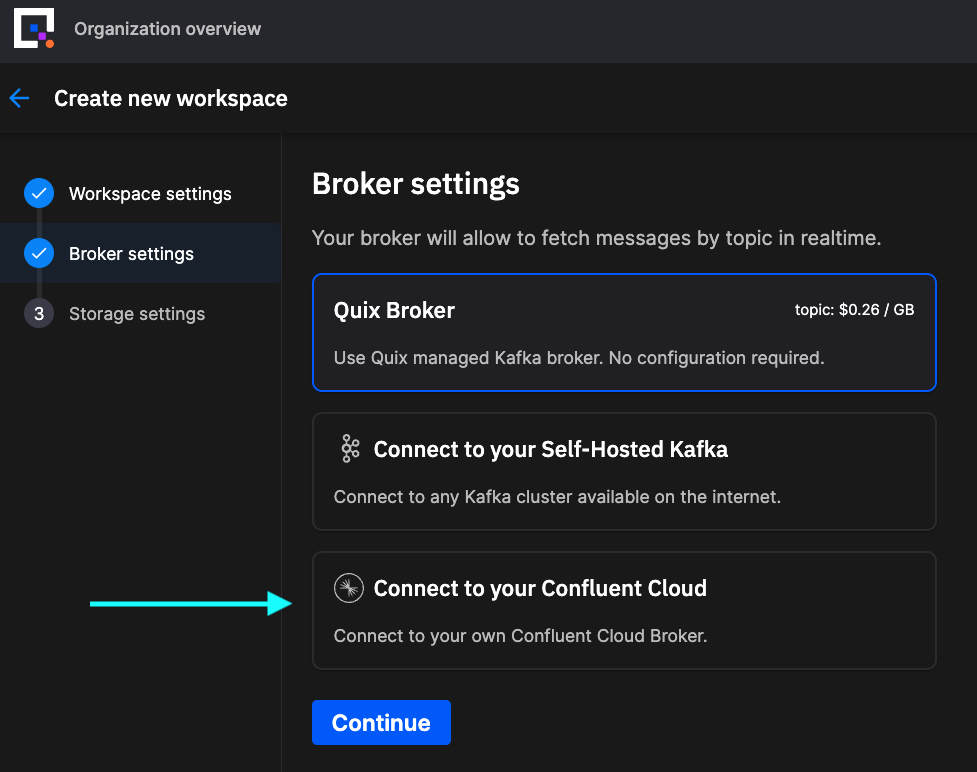 Organization overview
Create new workspace
Workspace settings
Broker settings
3 Storage settings
Broker settings
Your broker will allow to fetch messages by topic in realtime.
Quix Broker topic: $0.26 / GB
Use Quix managed Kafka broker. No configuration required.
Connect to your Self-Hosted Kafka
Connect to any Kafka cluster available on the internet.
Connect to your Confluent Cloud
Connect to your own Confluent Cloud Broker.
Continue